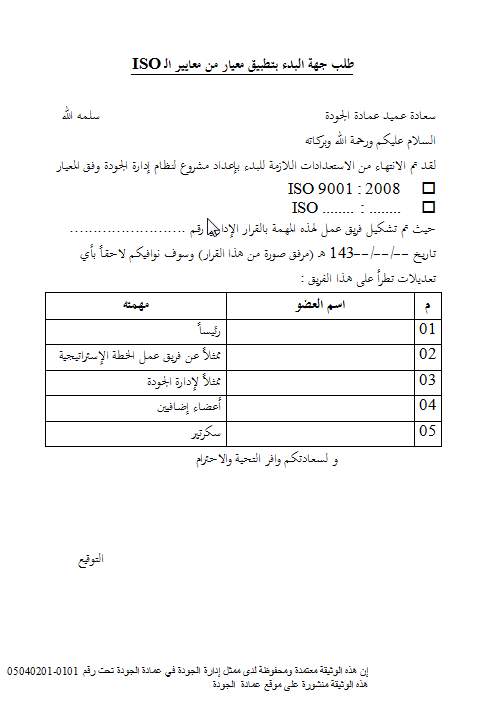 طلب جهة البدء بتطبيق معيار من معايير الـ ISO
سعادة عميد عمادة الجودة سلمه الله
السلام عليكم ورحمة الله وبركاته
لقد تم الانتهاء من الاستعدادات اللازمة للبدء بإعداد مشروع لنظام إدارة الجودة وفق المعيار
ISO 9001 : 2008
ISO ........ : ........
حيث تم تشكيل فريق عمل لهذه المهمة بالقرار الإداري رقم .........................
تاريخ --/--/--143 هـ (مرفق صورة من هذا القرار) وسوف نوافيكم لاحقاً بأي
تعديلات تطرأ على هذا الفريق :
م اسم العضو مهمته
01 رئيساً
02 ممثلاً عن فريق عمل الخطة الإستراتيجية
03 ممثلاً لإدارة الجودة
04 أعضاء إضافيين
05 سكرتير
و لسعادتكم وافر التحية والاحترام
التوقيع
إن هذه الوثيقة معتمدة ومحفوظة لدى ممثل إدارة الجودة في عمادة الجودة تحت رقم 0101-05040201
هذه الوثيقة منشورة على موقع عمادة الجودة